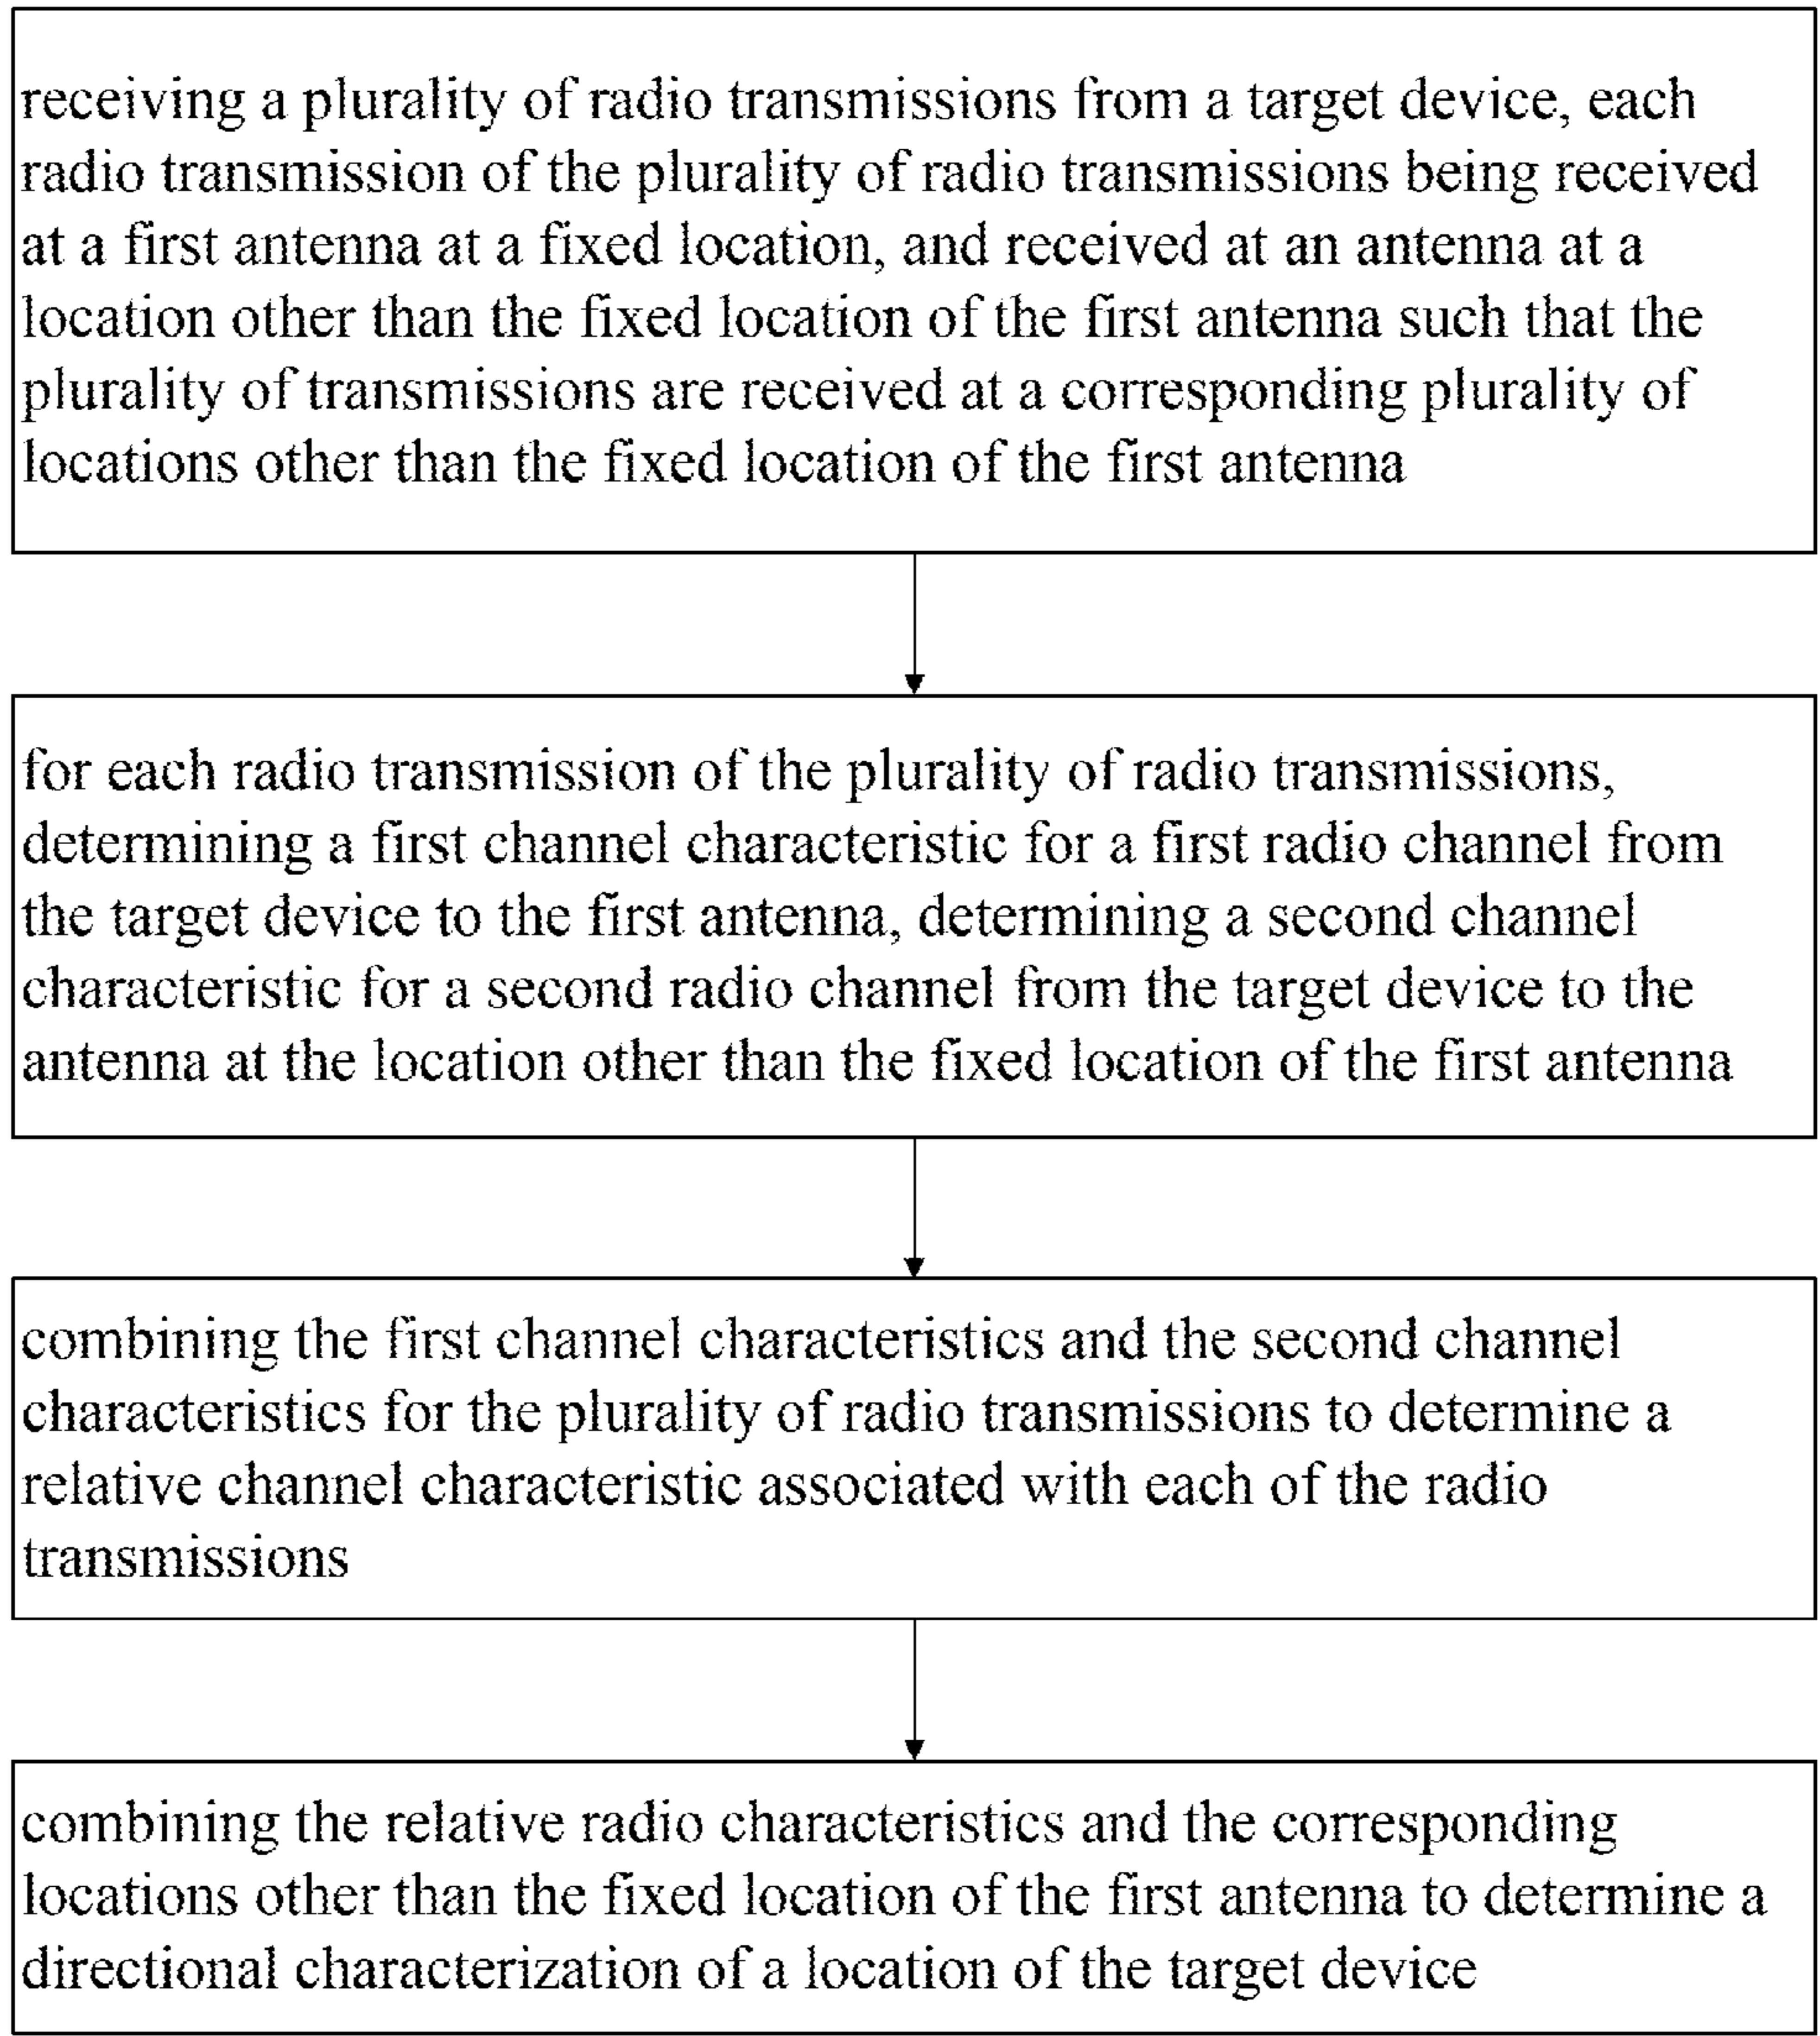 receiving a plurality of radio transmissions from a target device, each
radio transmission of the plurality of radio transmissions being received
at a first antenna at a fixed location, and received at an antenna at a
location other than the fixed location of the first antenna such that the
plurality of transmissions are received at a corresponding plurality of
locations other than the fixed location of the first antenna
for each radio transmission of the plurality of radio transmissions,
determining a first channel characteristic for a first radio channel from
the target device to the first antenna, determining a second channel
characteristic for a second radio channel from the target device to the
antenna at the location other than the fixed location of the first antenna
combining the first channel characteristics and the second channel
characteristics for the plurality of radio transmissions to determine a
relative channel characteristic associated with each of the radio
transmissions
combining the relative radio characteristics and the corresponding
locations other than the fixed location of the first antenna to determine a
directional characterization of a location of the target device